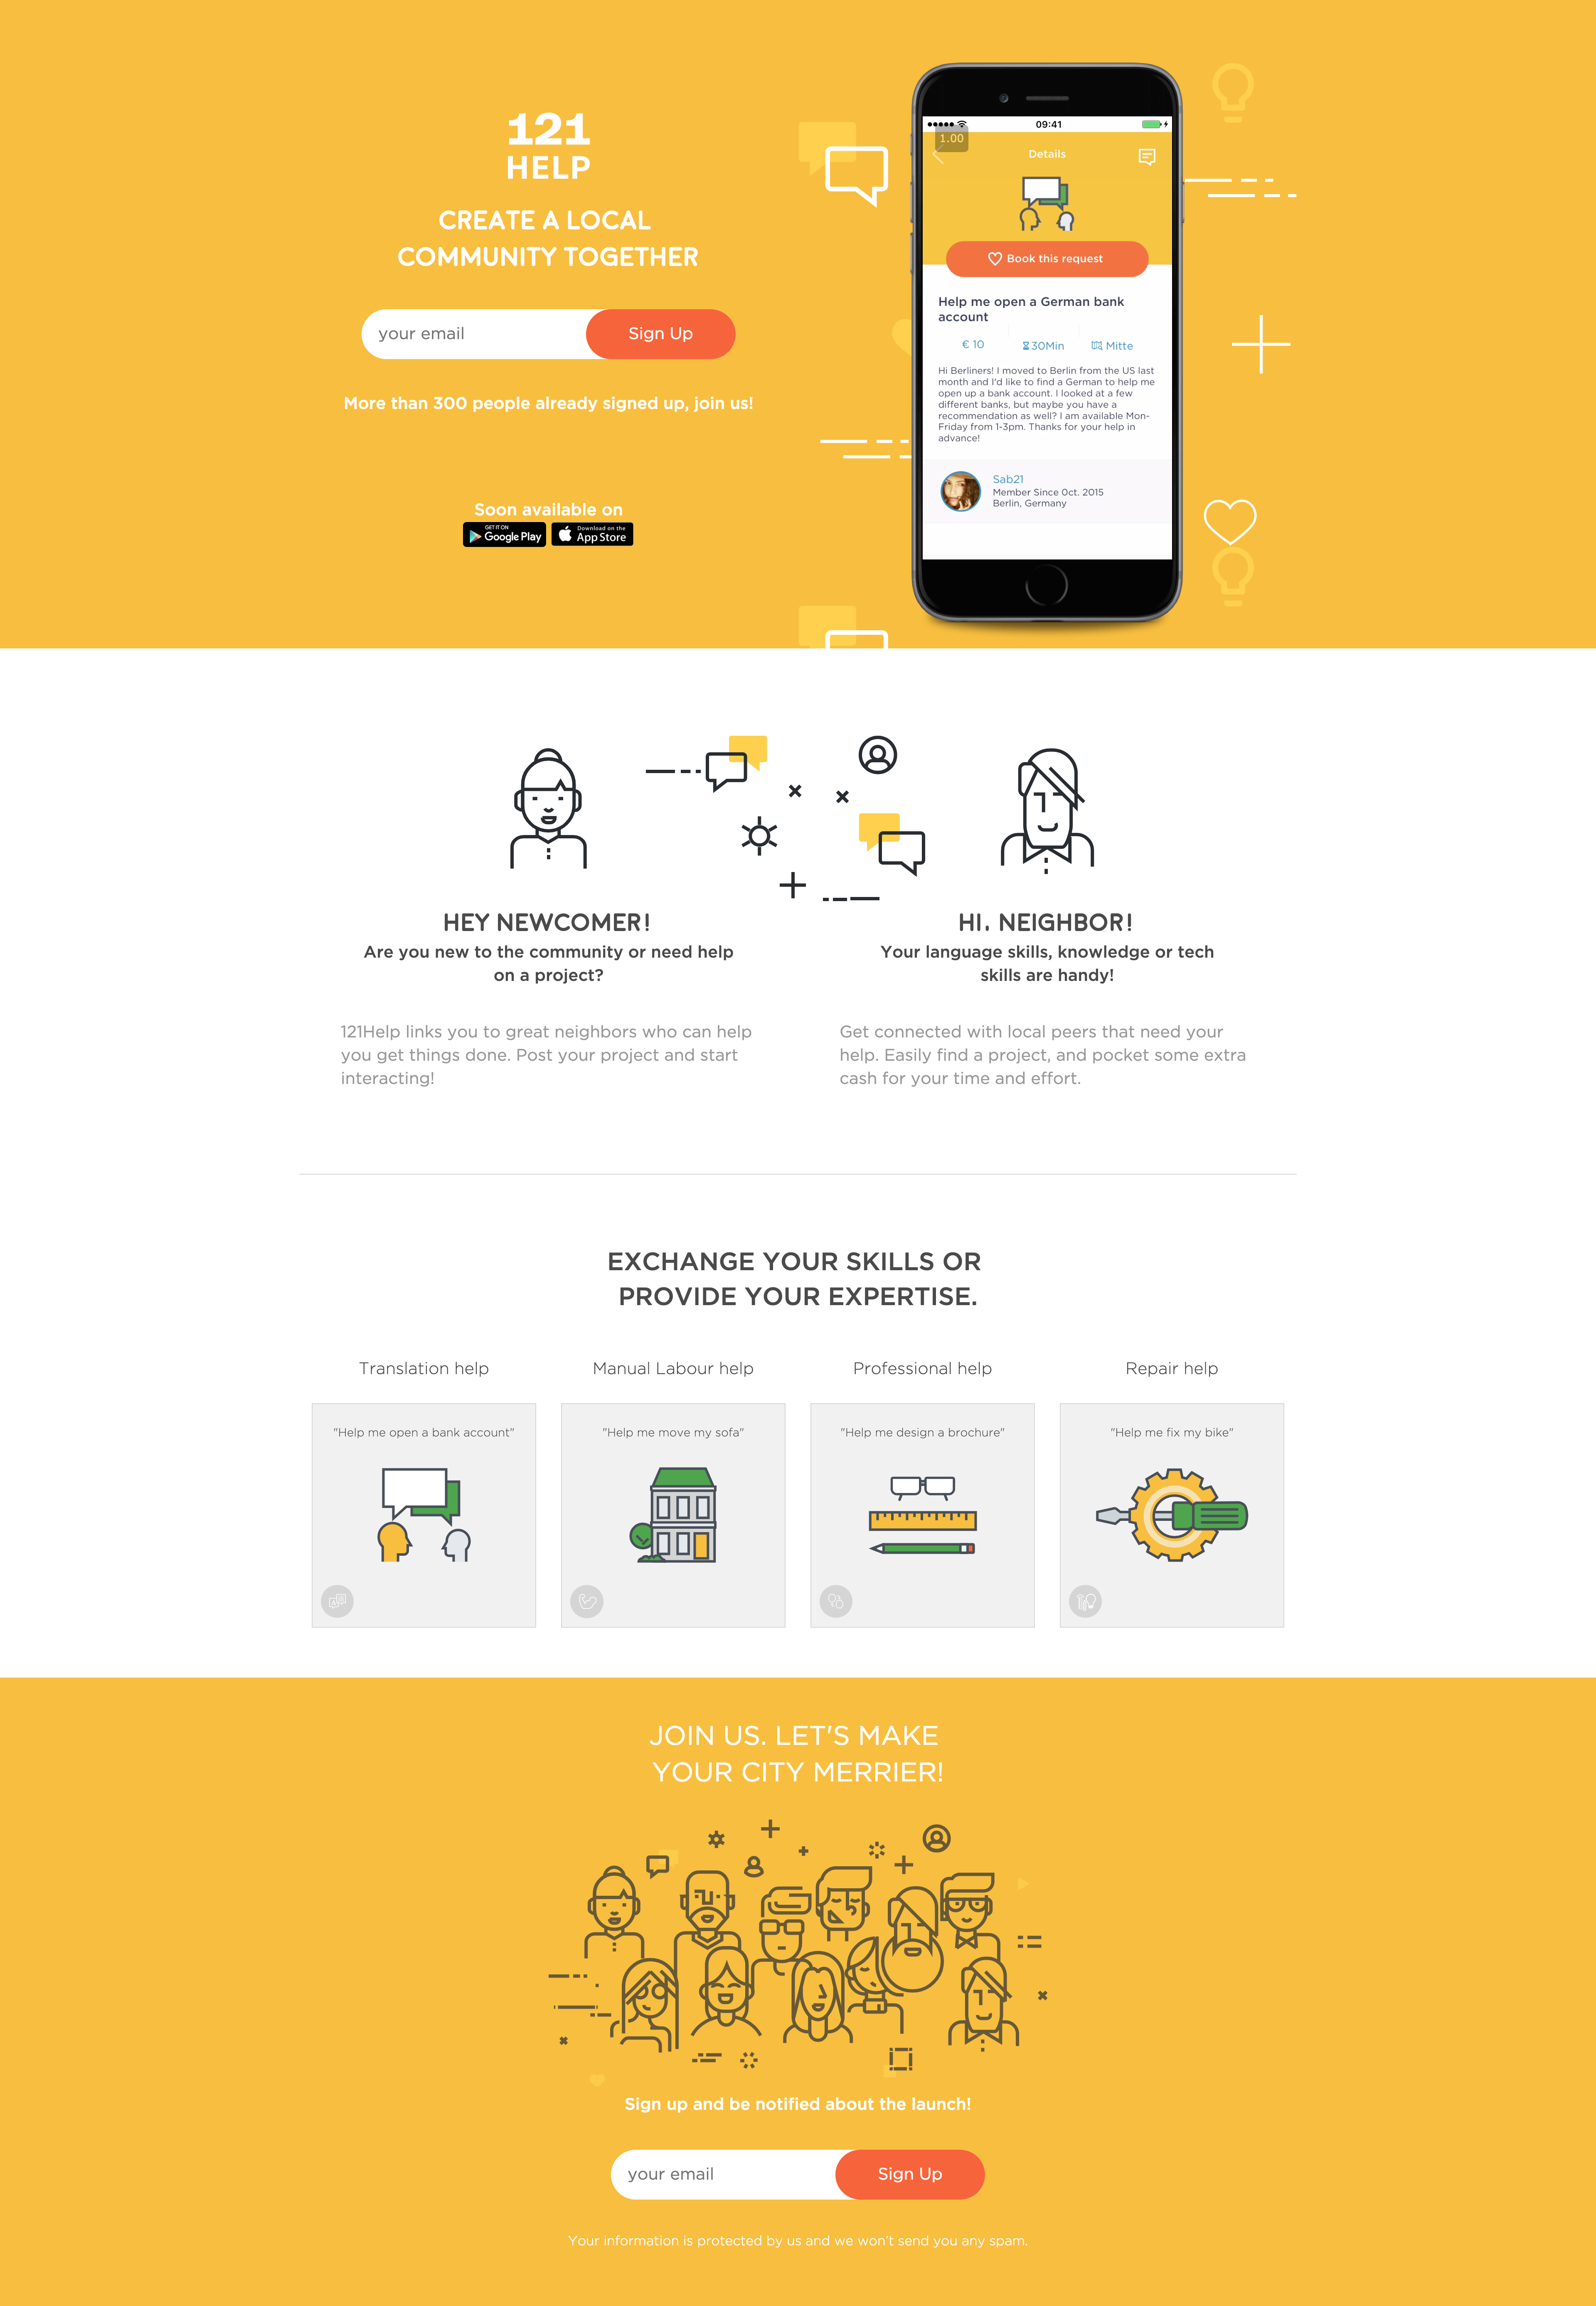 121
HELP
CREATE A LOCAL
COMMUNITY TOGETHER
your email
Sign Up
More than 300 people already signed up, join us!
Soon available on
GET IT ON
Google Play
Download on the
App Store
09:41
1.00
Details
Book this request
Help me open a German bank
account
€ 10
30Min
Mitte
Hi Berliners! I moved to Berlin from the US last
month and I'd like to find a German to help me
open up a bank account. I looked at a few
different banks, but maybe you have a
recommendation as well? I am available Mon-
Friday from 1-3pm. Thanks for your help in
advance!
Sab21
Member Since Oct. 2015
Berlin, Germany
HEY NEWCOMER!
Are you new to the community or need help
on a project?
121Help links you to great neighbors who can help
you get things done. Post your project and start
interacting!
HI, NEIGHBOR!
Your language skills, knowledge or tech
skills are handy!
Get connected with local peers that need your
help. Easily find a project, and pocket some extra
cash for your time and effort.
EXCHANGE YOUR SKILLS OR
PROVIDE YOUR EXPERTISE.
Translation help
"Help me open a bank account"
Manual Labour help
"Help me move my sofa"
Professional help
"Help me design a brochure"
Repair help
"Help me fix my bike"
JOIN US. LET'S MAKE
YOUR CITY MERRIER!
Sign up and be notified about the launch!
your email
Sign Up
Your information is protected by us and we won't send you any spam.